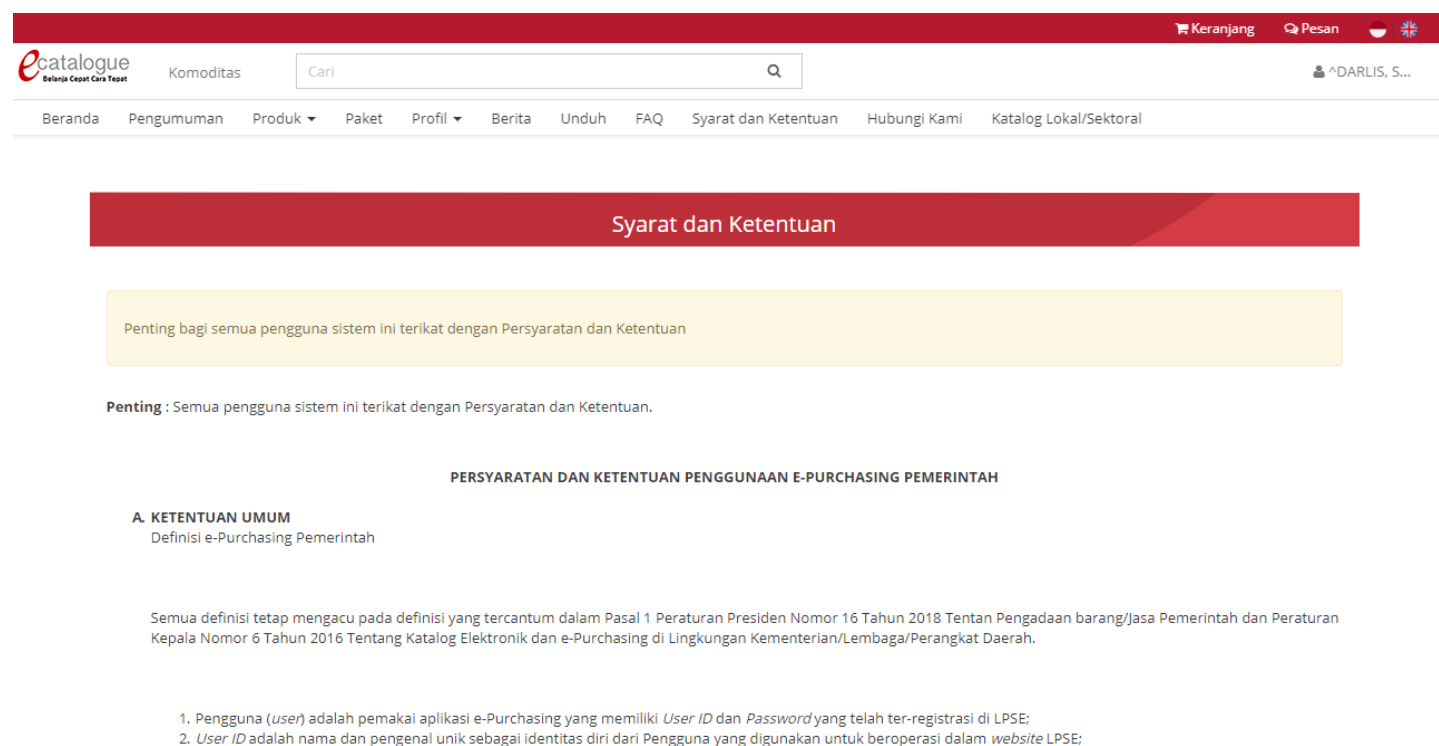 Keranjang Pesan
ecatalogue
Belanja Cepat Cara Tepat
Komoditas
Cari
^DARLIS, S...
Beranda Pengumuman Produk Paket Profil Berita Unduh FAQ Syarat dan Ketentuan Hubungi Kami Katalog Lokal/Sektoral
Syarat dan Ketentuan
Penting bagi semua pengguna sistem ini terikat dengan Persyaratan dan Ketentuan
Penting : Semua pengguna sistem ini terikat dengan Persyaratan dan Ketentuan.
PERSYARATAN DAN KETENTUAN PENGGUNAAN E-PURCHASING PEMERINTAH
A. KETENTUAN UMUM
Definisi e-Purchasing Pemerintah
Semua definisi tetap mengacu pada definisi yang tercantum dalam Pasal 1 Peraturan Presiden Nomor 16 Tahun 2018 Tentan Pengadaan barang/Jasa Pemerintah dan Peraturan
Kepala Nomor 6 Tahun 2016 Tentang Katalog Elektronik dan e-Purchasing di Lingkungan Kementerian/Lembaga/Perangkat Daerah.
1. Pengguna (user) adalah pemakai aplikasi e-Purchasing yang memiliki User ID dan Password yang telah ter-registrasi di LPSE;
2. User ID adalah nama dan pengenal unik sebagai identitas diri dari Pengguna yang digunakan untuk beroperasi dalam website LPSE;